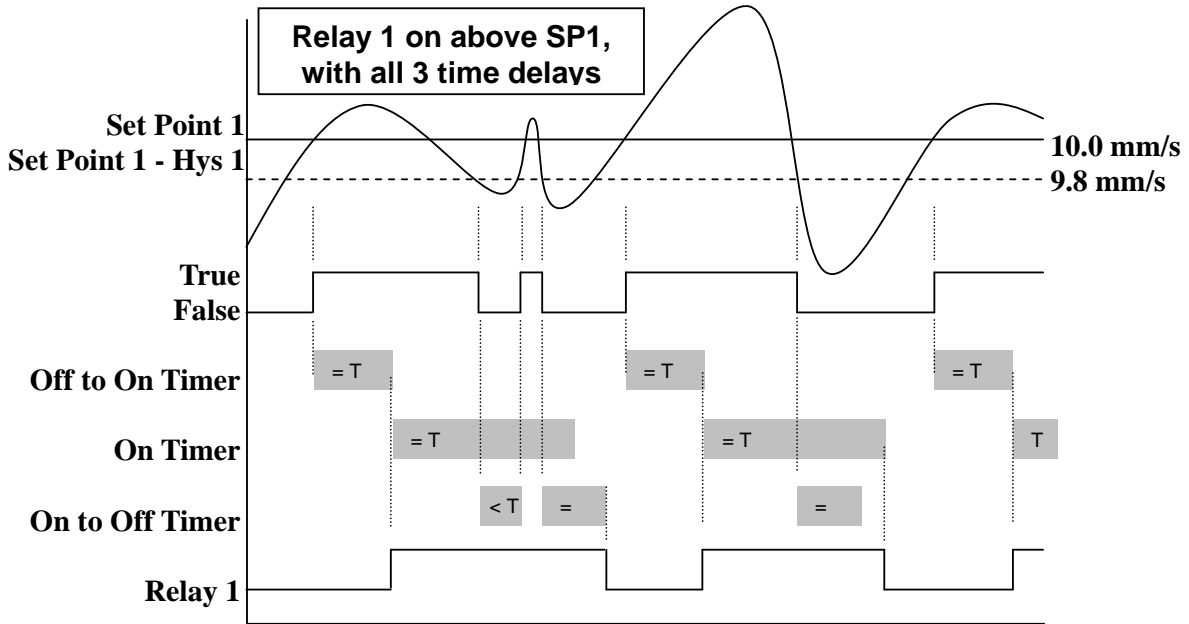 Relay 1 on above SP1,
with all 3 time delays
Set Point 1
Set Point 1 - Hys 1
10.0 mm/s
9.8 mm/s
True
False
Off to On Timer
= T
= T
= T
On Timer
= T
= T
T
On to Off Timer
< T
=
=
Relay 1